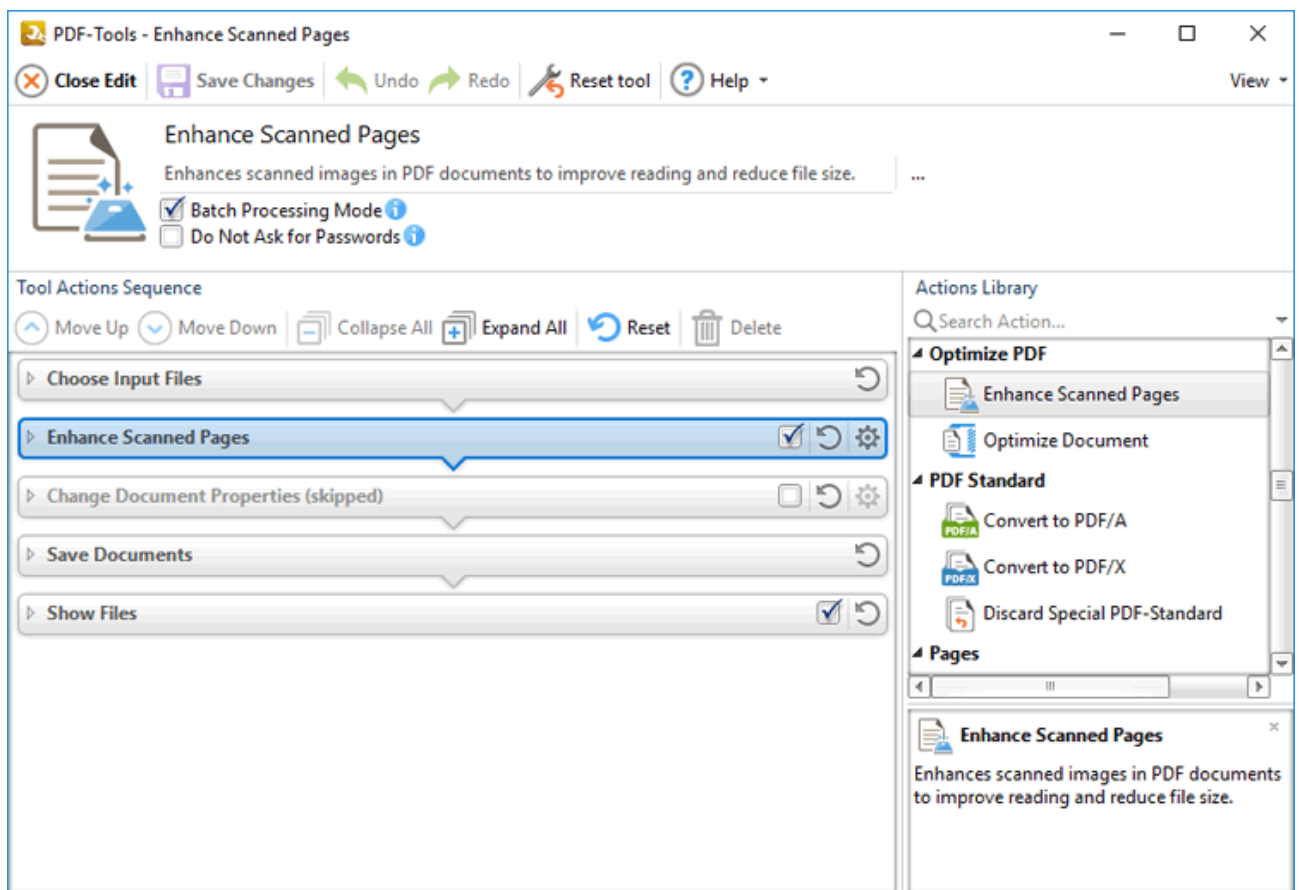 PDF-Tools - Enhance Scanned Pages
Close Edit Save Changes Undo Redo Reset tool ? Help View
Enhance Scanned Pages
Enhances scanned images in PDF documents to improve reading and reduce file size. ...
Batch Processing Mode i
Do Not Ask for Passwords i
Tool Actions Sequence
Move Up Move Down Collapse All Expand All Reset Delete
Choose Input Files
Enhance Scanned Pages
Change Document Properties (skipped)
Save Documents
Show Files
Actions Library
Search Action...
Optimize PDF
Enhance Scanned Pages
Optimize Document
PDF Standard
PDF/A Convert to PDF/A
PDF/X Convert to PDF/X
Discard Special PDF-Standard
Pages
Enhance Scanned Pages
Enhances scanned images in PDF documents
to improve reading and reduce file size.